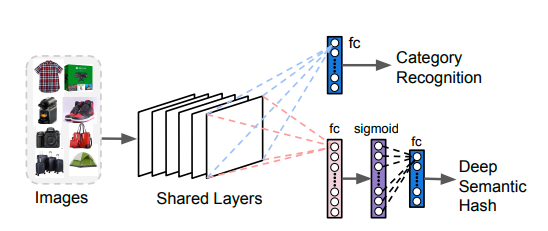 fc
Category
Recognition
fc
sigmoid
fc
Deep
Semantic
Hash
Images
Shared Layers